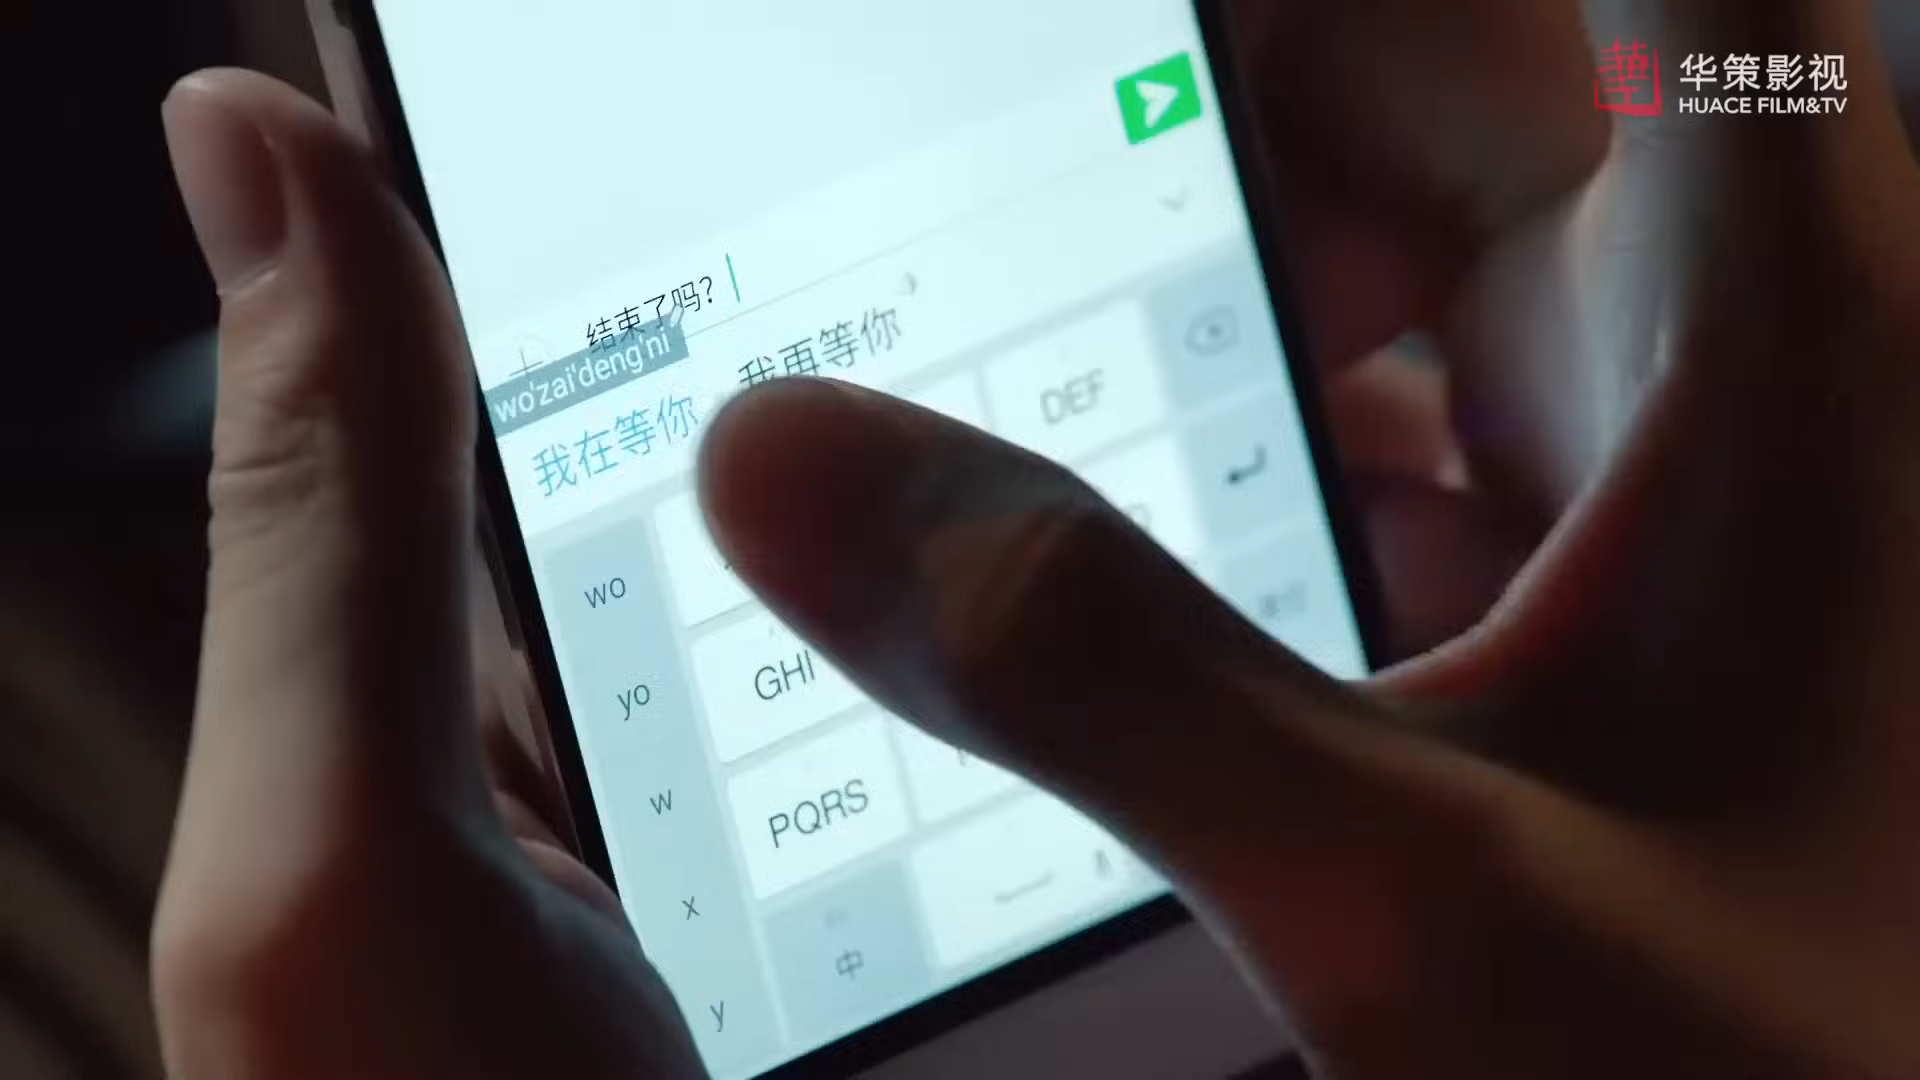 华策影视
HUACE FILM&TV
结束了吗？
wo'zai'deng'ni
我在等你 我再等你
DEF
wo
yo
GHI
w
PQRS
x
y
中